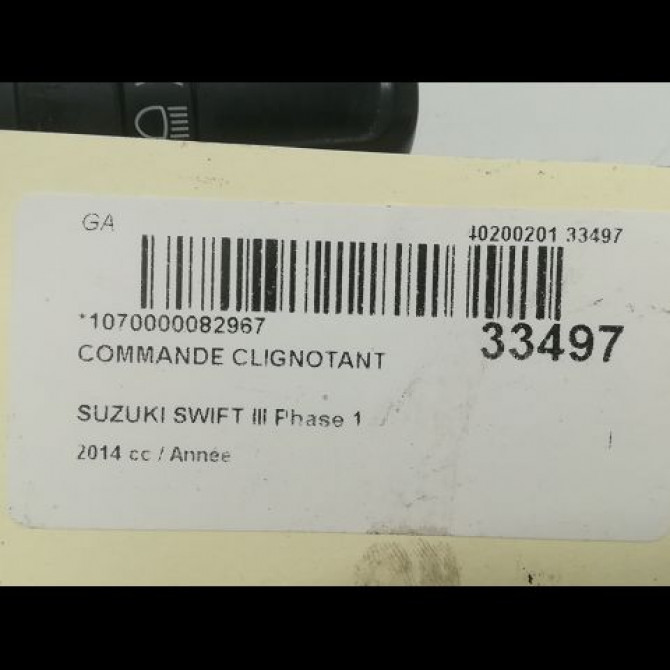 GA
40200201 33497
*1070000082967
33497
COMMANDE CLIGNOTANT
SUZUKI SWIFT III Phase 1
2014 cc / Année